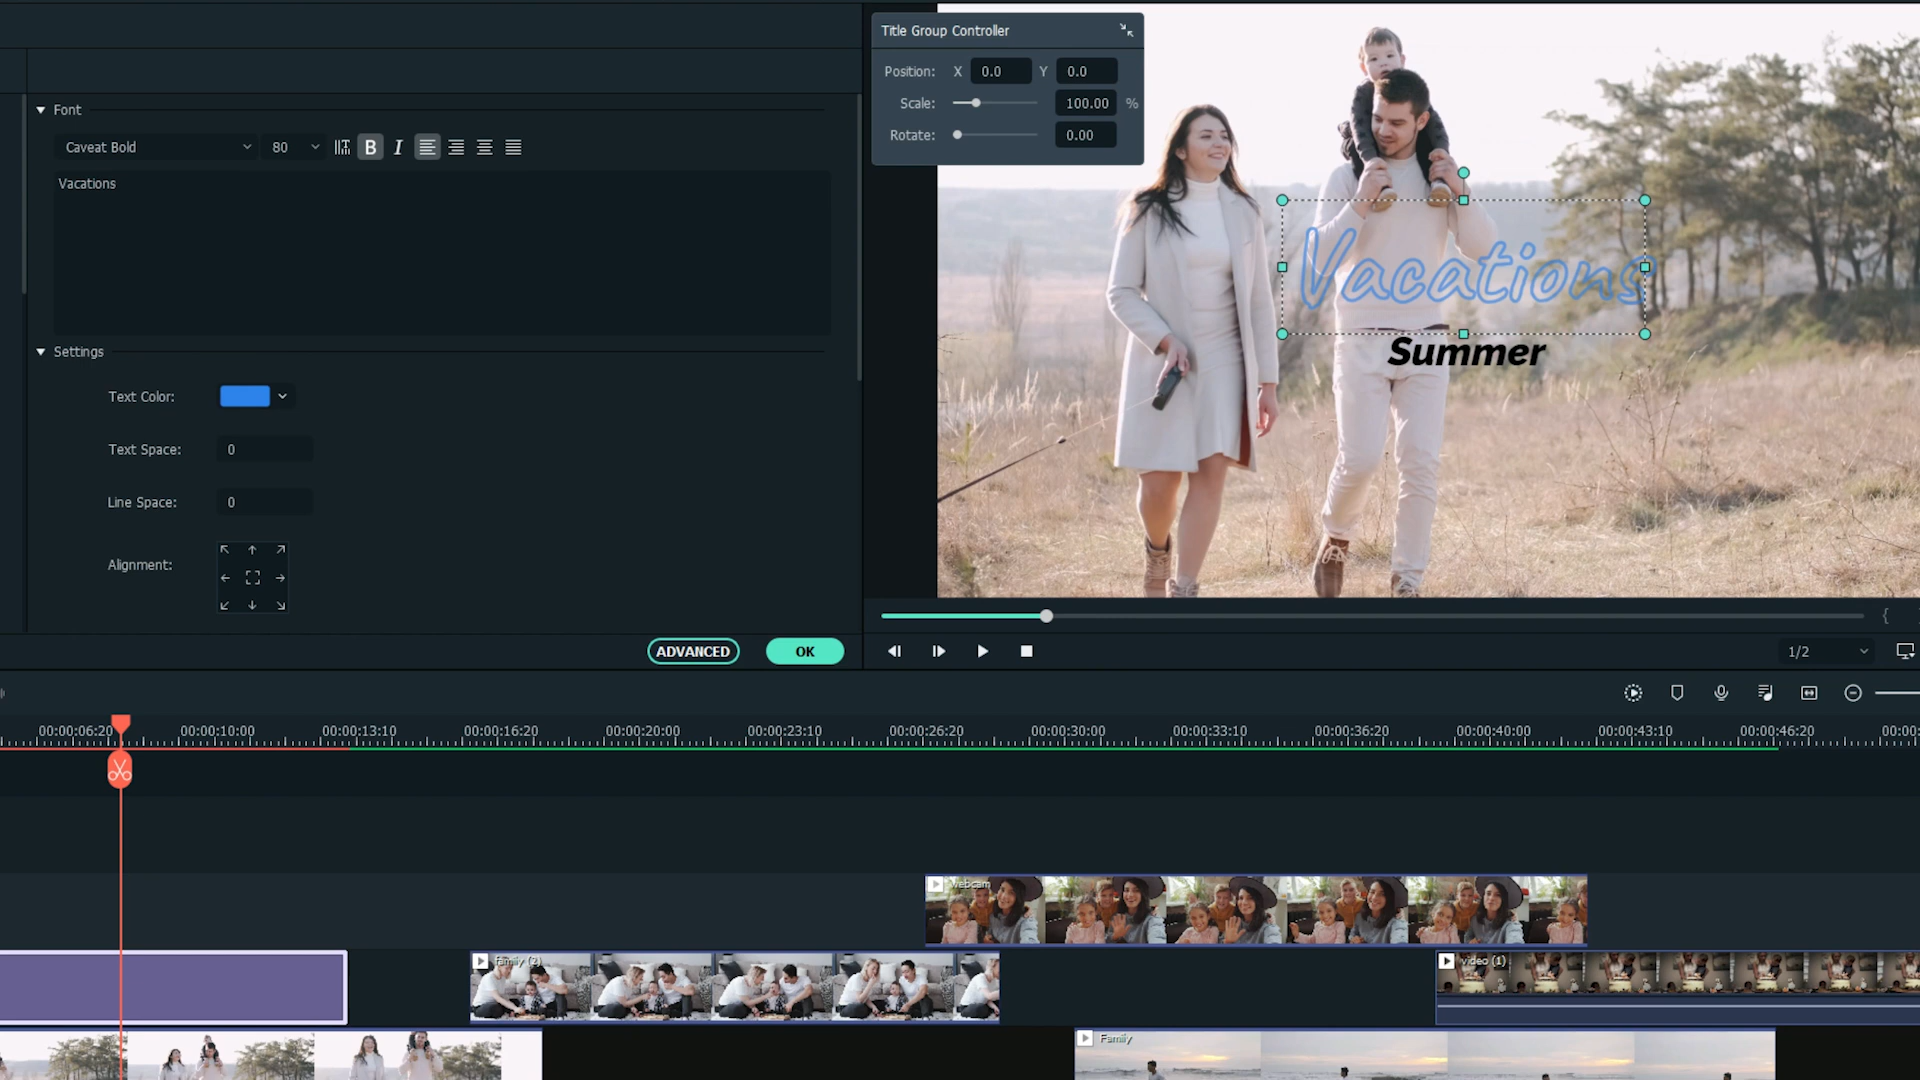 Title Group Controller
Position: X 0.0 Y 0.0
Scale: 100.00 %
Rotate: 0.00
Font
Caveat Bold 80 B I
Vacations
Settings
Text Color:
Text Space: 0
Line Space: 0
Alignment:
ADVANCED OK
Vacations
Summer
1/2
00:00:06:20 00:00:10:00 00:00:13:10 00:00:16:20 00:00:20:00 00:00:23:10 00:00:26:20 00:00:30:00 00:00:33:10 00:00:36:20 00:00:40:00 00:00:43:10 00:00:46:20 00:00:
webcam
family (2)
video (1)
Family